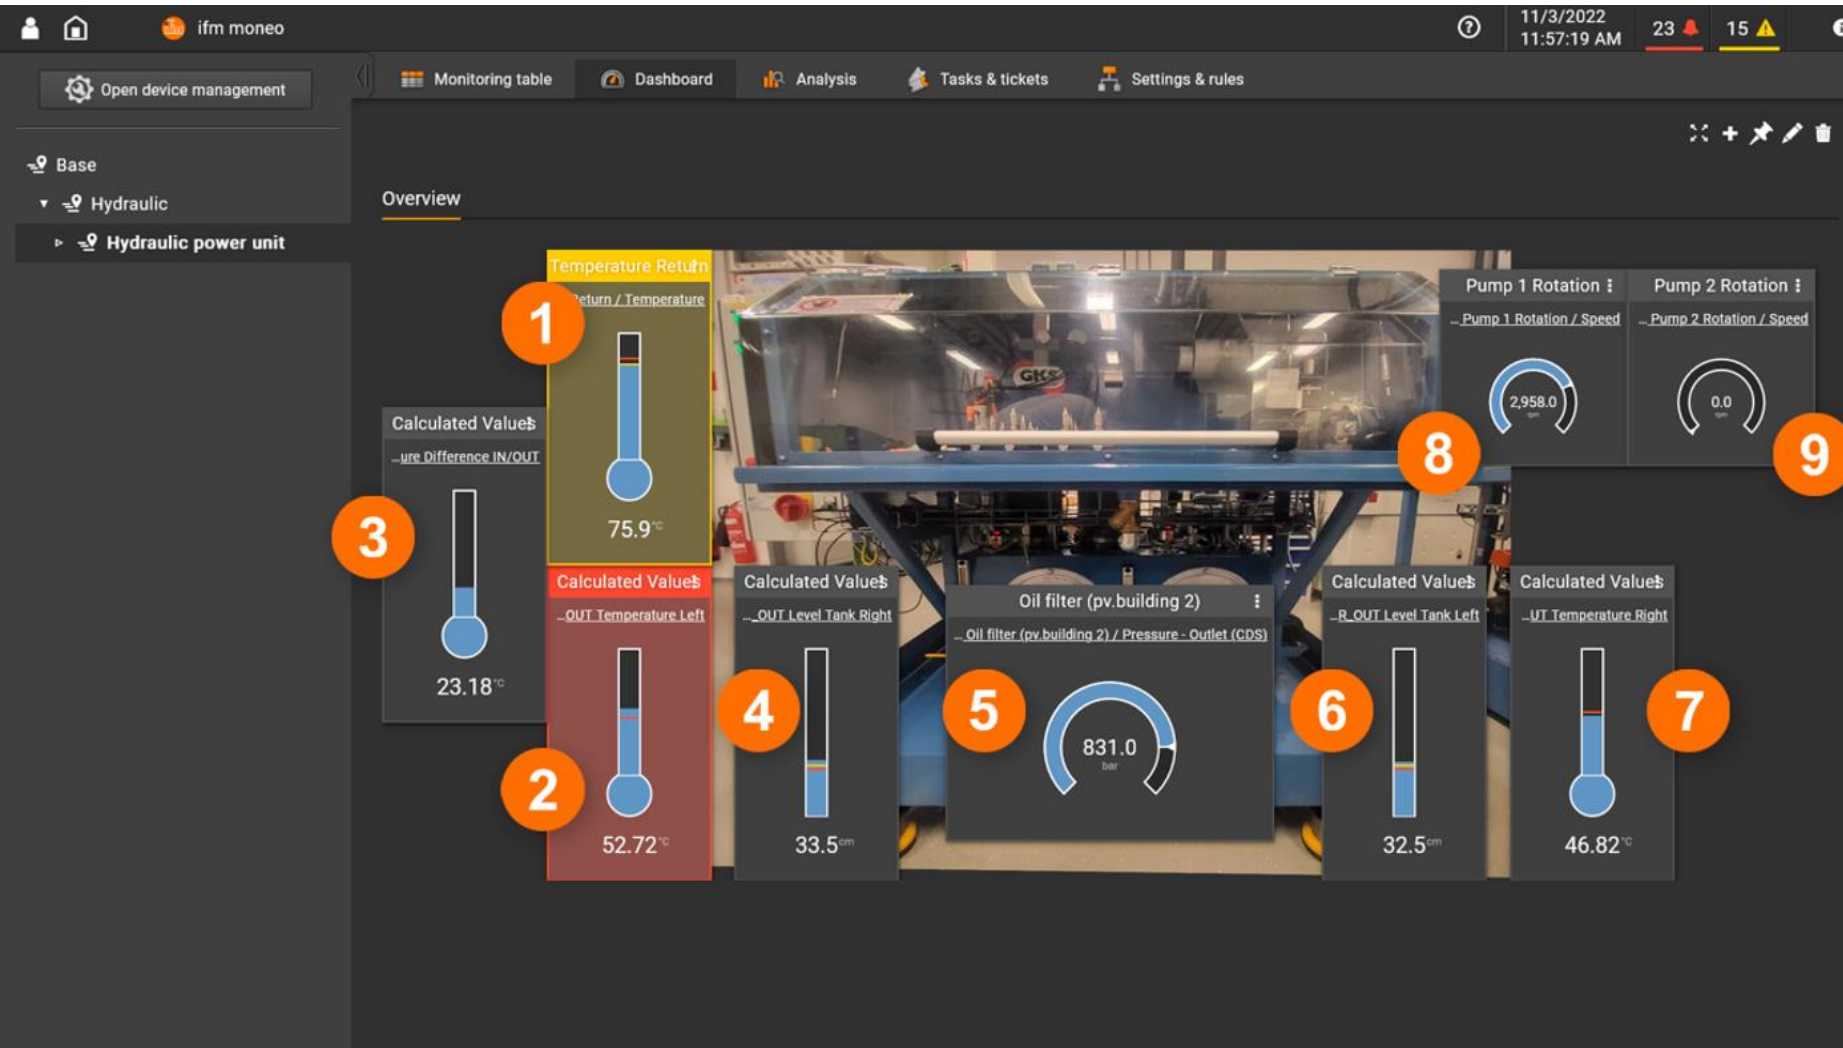 ifm moneo
11/3/2022
11:57:19 AM
23
15
Open device management
Monitoring table
Dashboard
Analysis
Tasks & tickets
Settings & rules
Base
Hydraulic
Hydraulic power unit
Overview
Temperature Return
Return / Temperature
1
75.9 °C
Calculated Values
...ure Difference IN/OUT
3
23.18 °C
Calculated Values
...OUT Temperature Left
2
52.72 °C
Calculated Values
..._OUT Level Tank Right
4
33.5 cm
GKS
Oil filter (pv.building 2)
... Oil filter (pv.building 2) / Pressure - Outlet (CDS)
5
831.0
bar
Calculated Values
...R_OUT Level Tank Left
6
32.5 cm
Calculated Values
...UT Temperature Right
7
46.82 °C
Pump 1 Rotation
... Pump 1 Rotation / Speed
2,958.0
rpm
8
Pump 2 Rotation
... Pump 2 Rotation / Speed
0.0
rpm
9